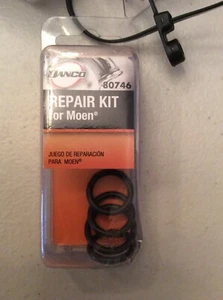 DANCO
80746
REPAIR KIT
for Moen®
JUEGO DE REPARACIÓN
PARA MOEN®